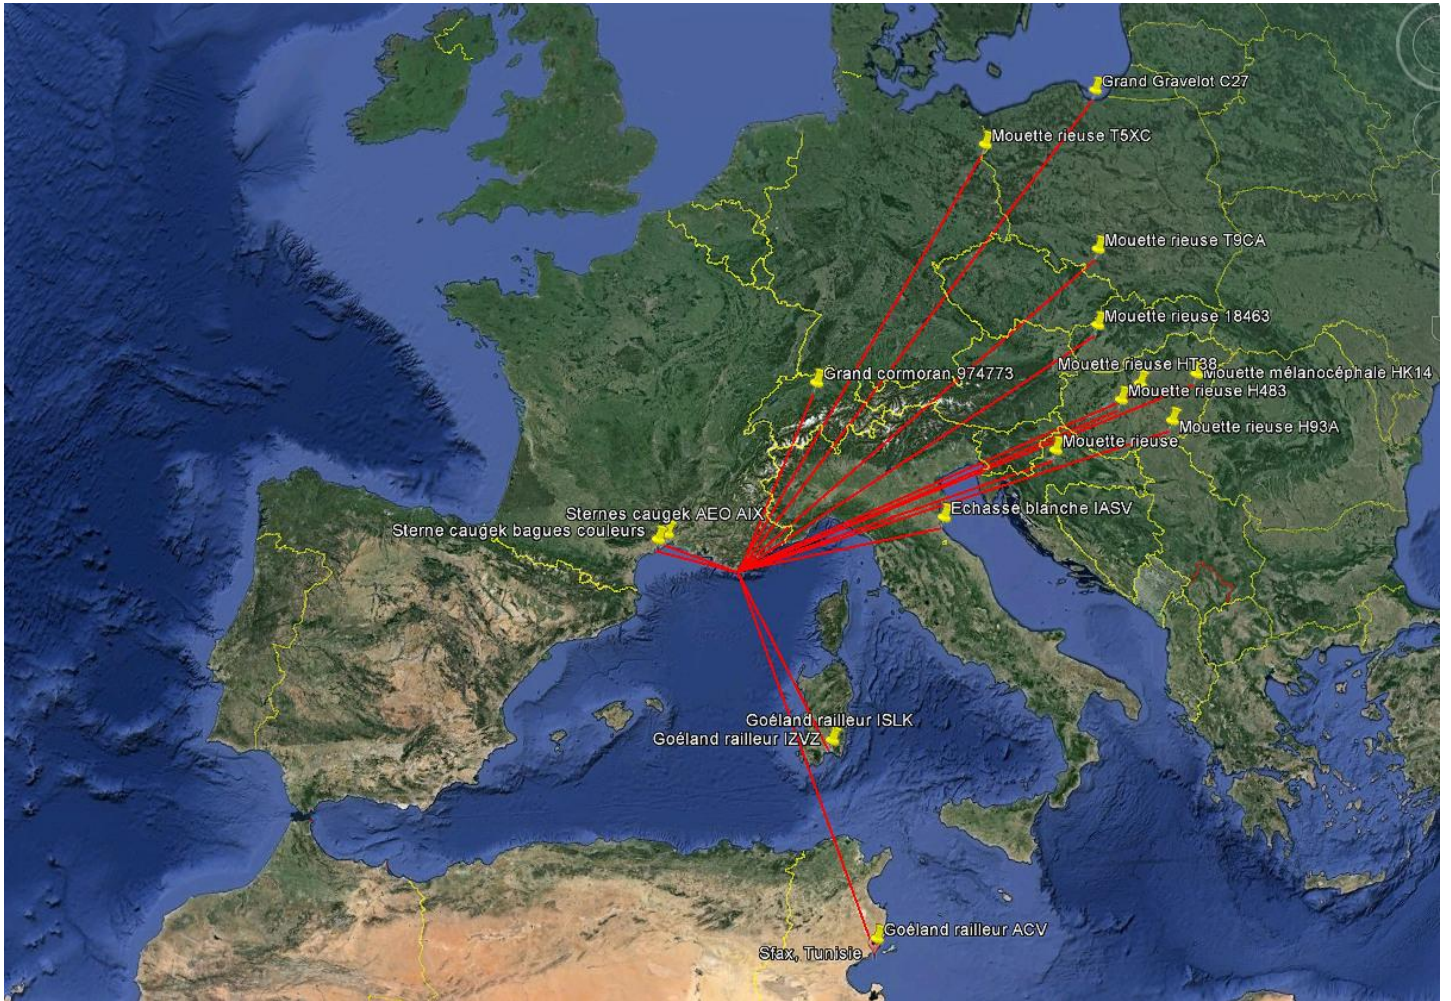 Grand Gravelot C27
Mouette rieuse T5XC
Mouette rieuse T9CA
Mouette rieuse 18463
Mouette rieuse HT38
Grand cormoran 974773
Mouette mélanocéphale HK14
Mouette rieuse H483
Mouette rieuse H93A
Mouette rieuse
Echasse blanche IASV
Sternes caugek AEO AIX
Sterne caugek bagues couleurs
Goéland railleur ISLK
Goéland railleur IZVZ
Goéland railleur ACV
Sfax, Tunisie